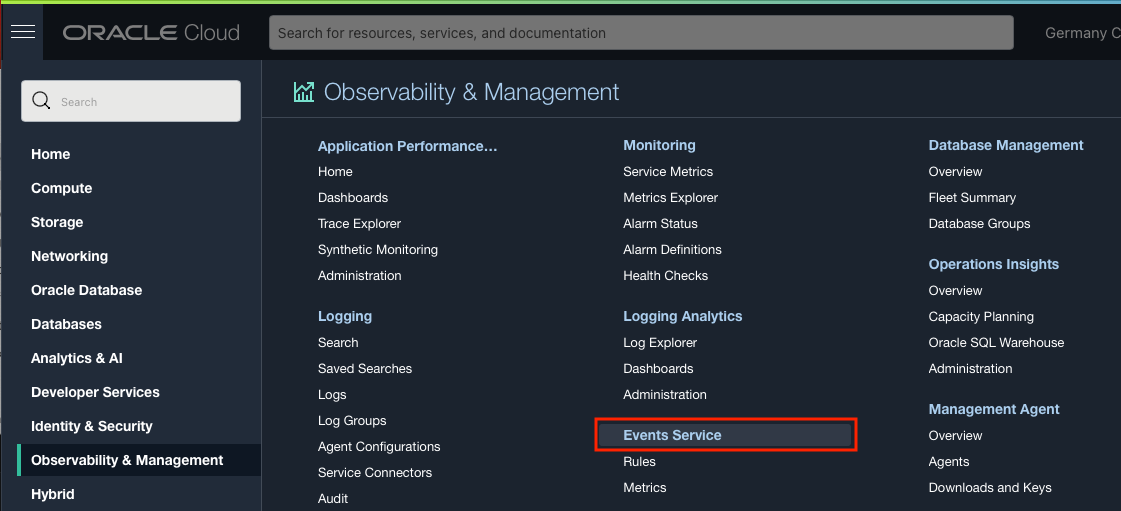 ORACLE Cloud
Search for resources, services, and documentation
Germany C
Search
Home
Compute
Storage
Networking
Oracle Database
Databases
Analytics & AI
Developer Services
Identity & Security
Observability & Management
Hybrid
Observability & Management
Application Performance...
Home
Dashboards
Trace Explorer
Synthetic Monitoring
Administration
Logging
Search
Saved Searches
Logs
Log Groups
Agent Configurations
Service Connectors
Audit
Monitoring
Service Metrics
Metrics Explorer
Alarm Status
Alarm Definitions
Health Checks
Logging Analytics
Log Explorer
Dashboards
Administration
Events Service
Rules
Metrics
Database Management
Overview
Fleet Summary
Database Groups
Operations Insights
Overview
Capacity Planning
Oracle SQL Warehouse
Administration
Management Agent
Overview
Agents
Downloads and Keys